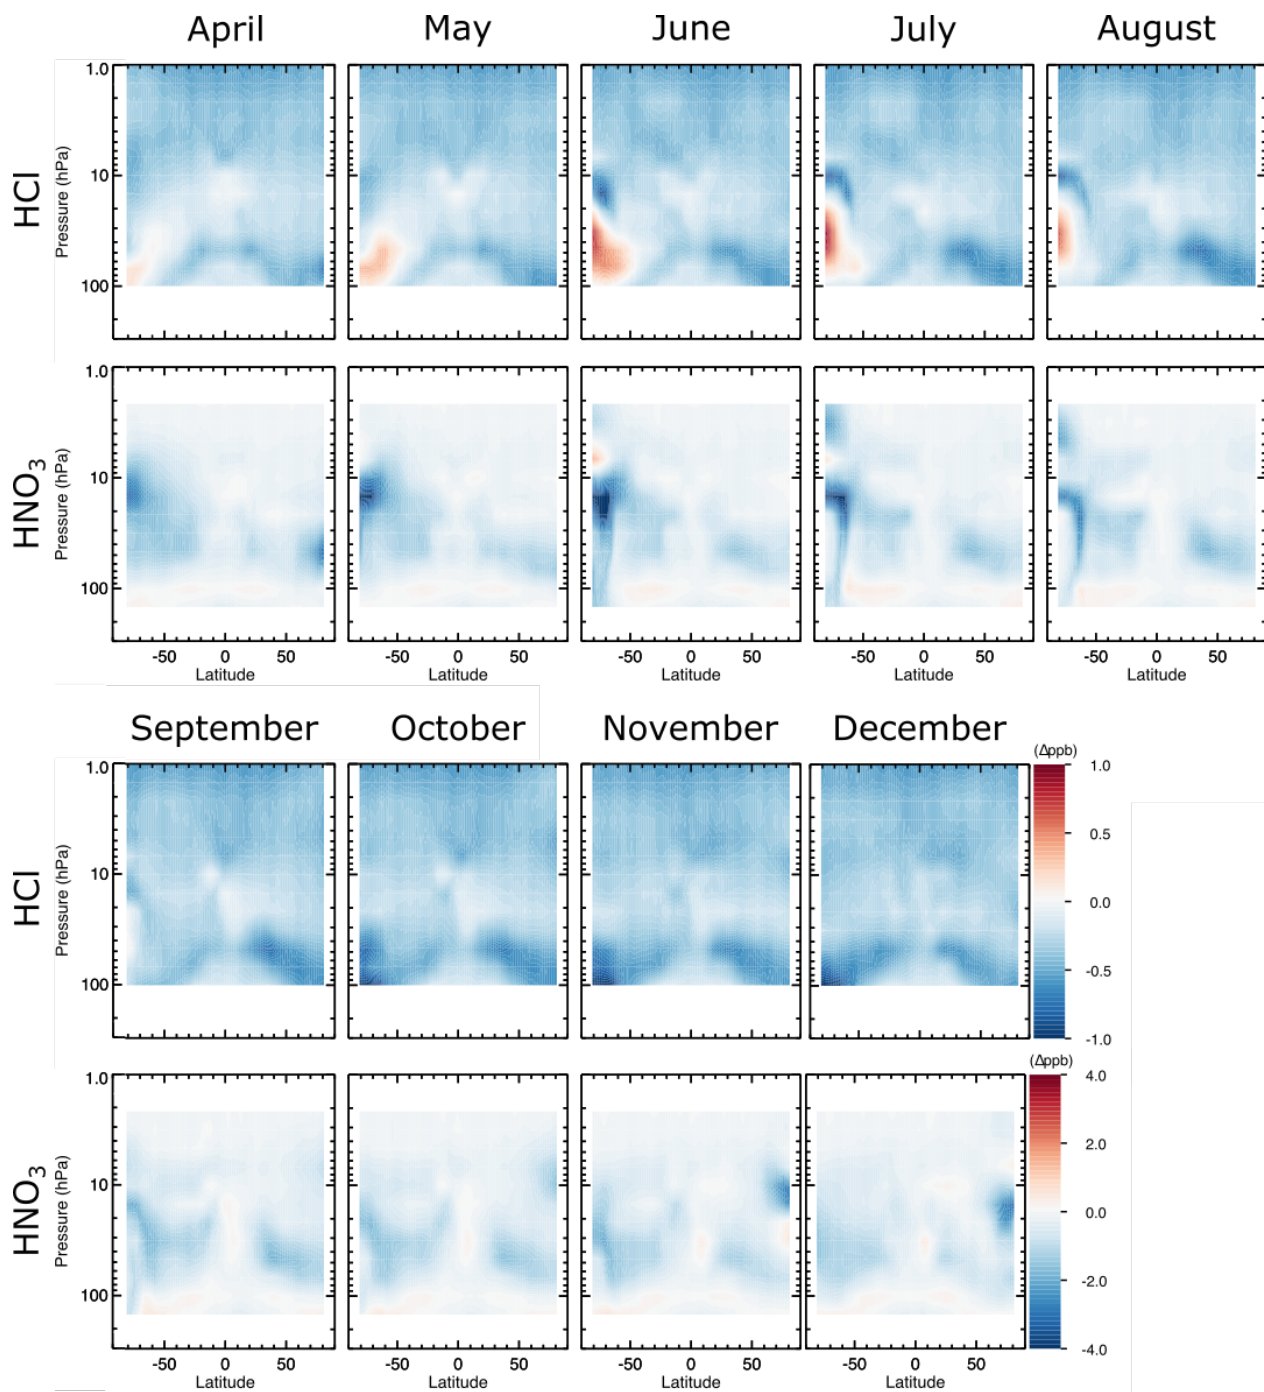 April May June July August
HCl
Pressure (hPa)
1.0
10
100
HNO3
Pressure (hPa)
1.0
10
100
-50 0 50 -50 0 50 -50 0 50 -50 0 50 -50 0 50
Latitude Latitude Latitude Latitude Latitude
September October November December
HCl
Pressure (hPa)
1.0
10
100
(Δppb)
1.0
0.5
0.0
-0.5
-1.0
HNO3
Pressure (hPa)
1.0
10
100
(Δppb)
4.0
2.0
0.0
-2.0
-4.0
-50 0 50 -50 0 50 -50 0 50 -50 0 50
Latitude Latitude Latitude Latitude